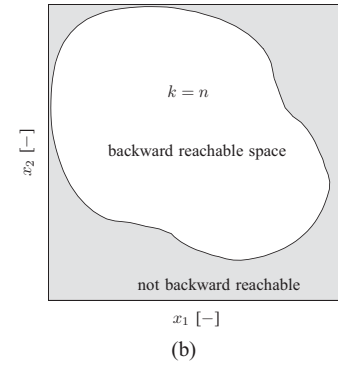 k = n
backward reachable space
x₂ [−]
not backward reachable
x₁ [−]
(b)